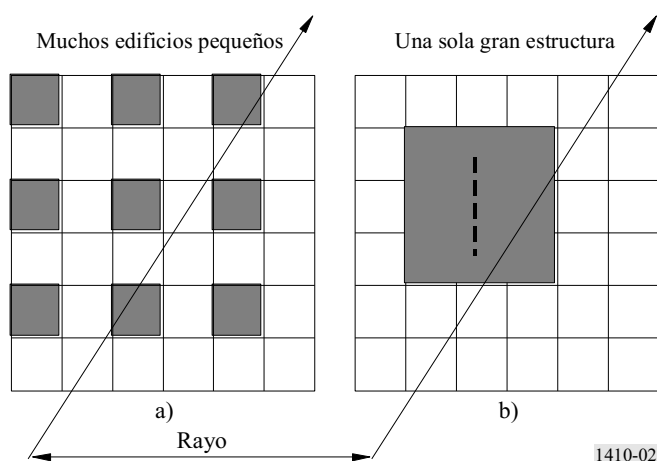 Muchos edificios pequeños
Una sola gran estructura
a)
b)
Rayo
1410-02